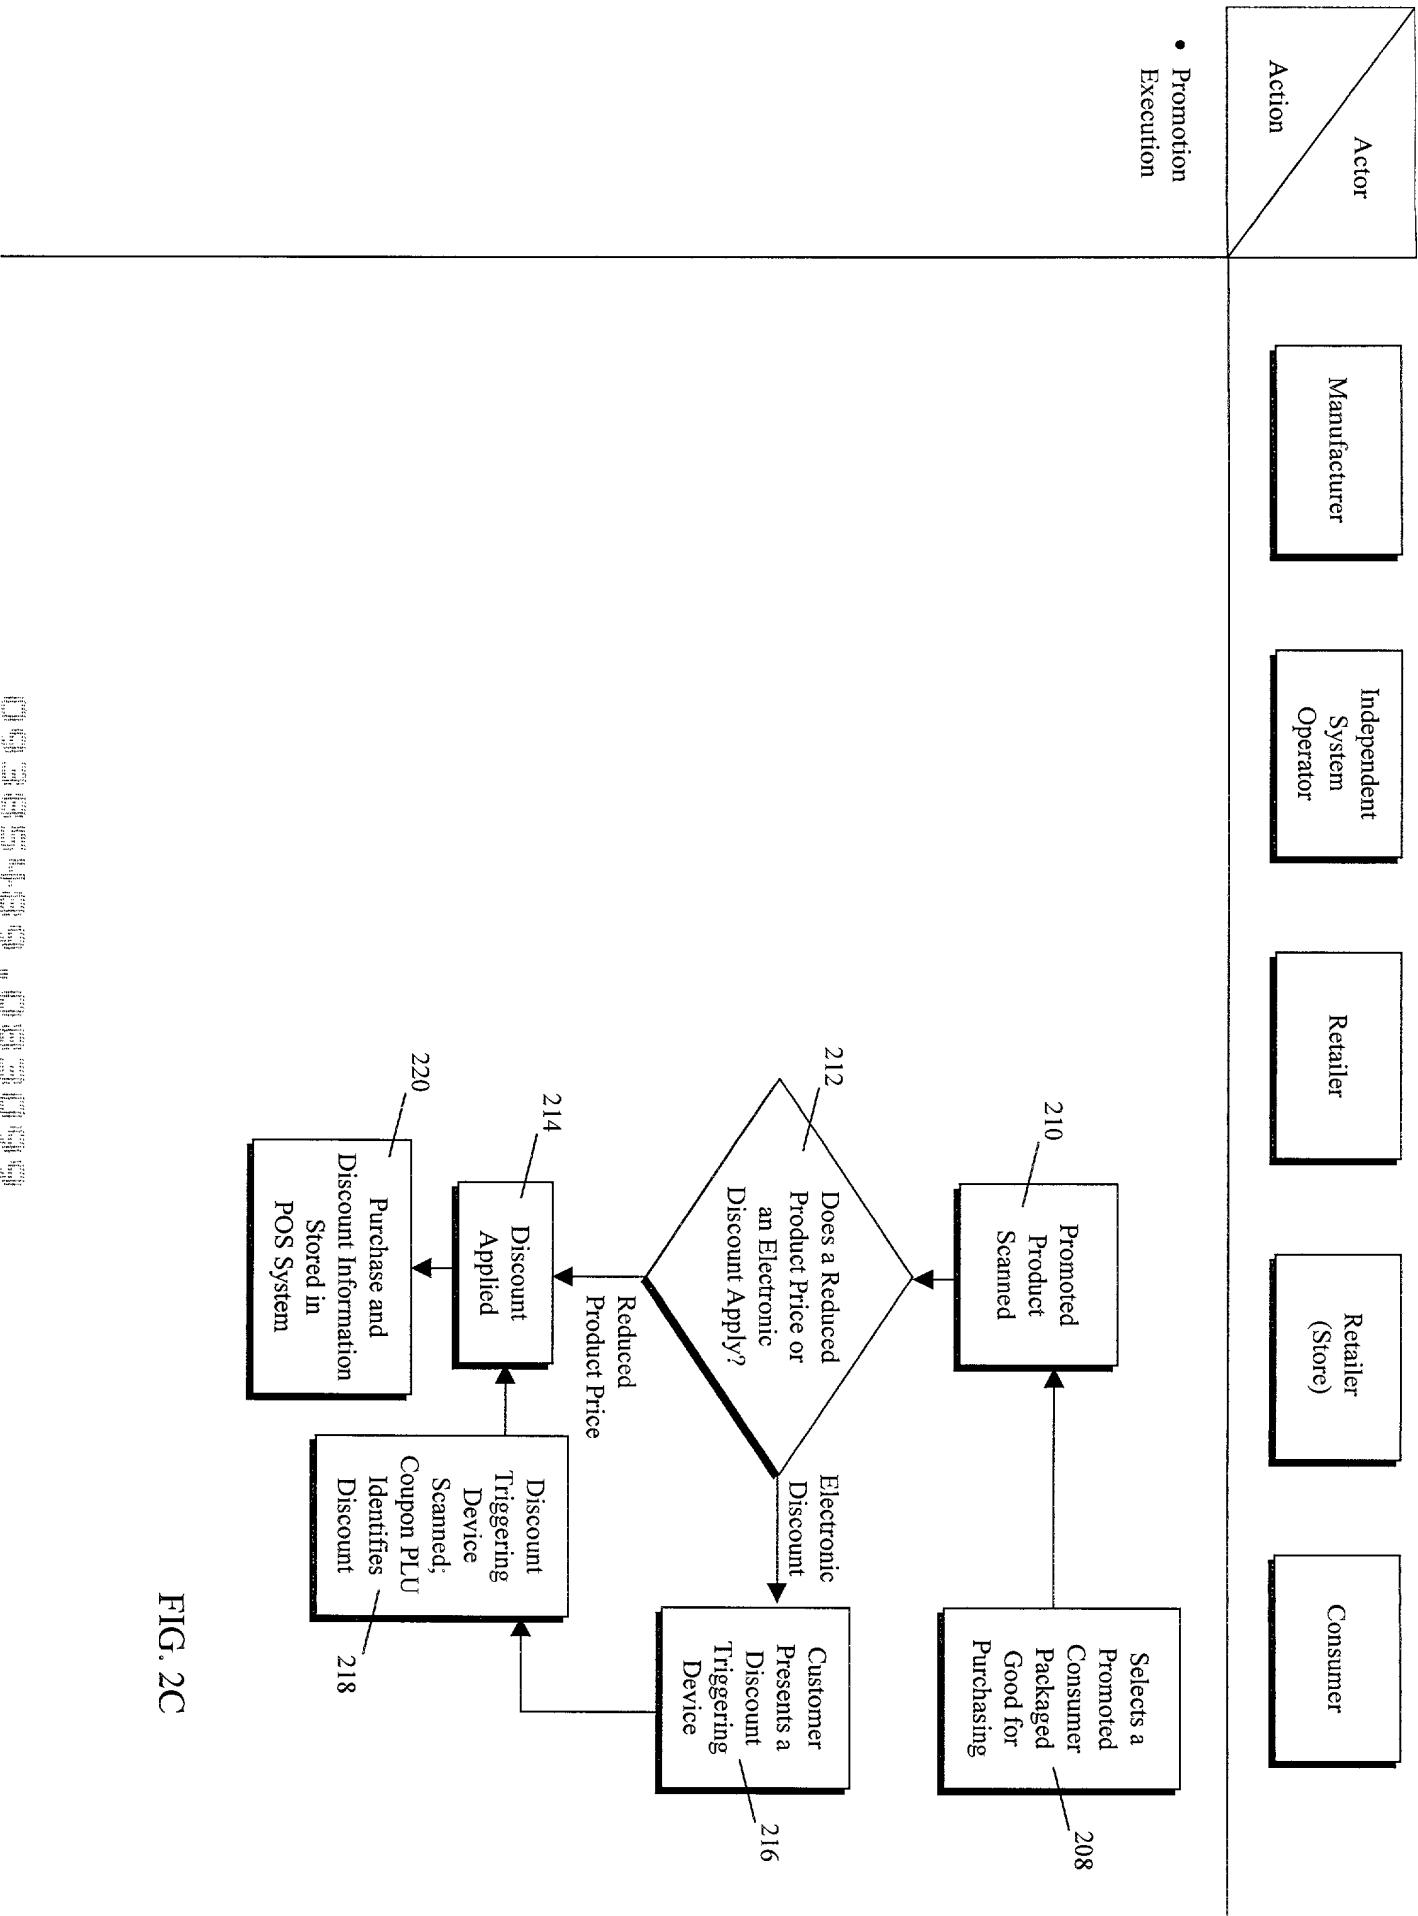 Actor
Action
Manufacturer
Independent
System
Operator
Retailer
Retailer
(Store)
Consumer
• Promotion
Execution
Selects a
Promoted
Consumer
Packaged
Good for
Purchasing
208
210
Promoted
Product
Scanned
212
Does a Reduced
Product Price or
an Electronic
Discount Apply?
Electronic
Discount
Customer
Presents a
Discount
Triggering
Device
216
Reduced
Product Price
214
Discount
Applied
Discount
Triggering
Device
Scanned;
Coupon PLU
Identifies
Discount
218
220
Purchase and
Discount Information
Stored in
POS System
FIG. 2C